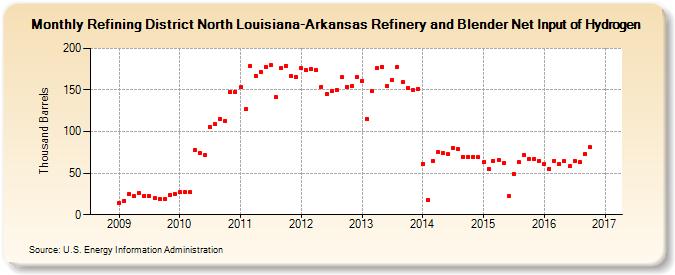 Monthly Refining District North Louisiana-Arkansas Refinery and Blender Net Input of Hydrogen
Thousand Barrels
200
150
100
50
0
2009 2010 2011 2012 2013 2014 2015 2016 2017
Source: U.S. Energy Information Administration